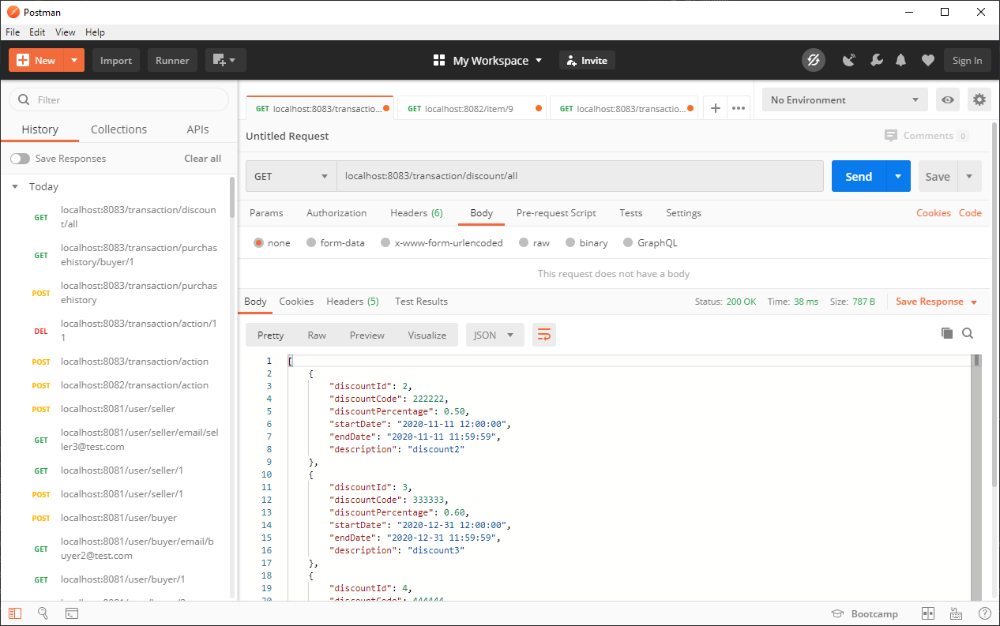 Postman
File Edit View Help
New Import Runner My Workspace Invite Sign In
Filter
History Collections APIs
Save Responses Clear all
Today
GET localhost:8083/transaction/discoun
t/all
GET localhost:8083/transaction/purchas
ehistory/buyer/1
POST localhost:8083/transaction/purchas
ehistory
DEL localhost:8083/transaction/action/1
1
POST localhost:8083/transaction/action
POST localhost:8082/transaction/action
POST localhost:8081/user/seller
GET localhost:8081/user/seller/email/sel
ler3@test.com
GET localhost:8081/user/seller/1
POST localhost:8081/user/seller/1
POST localhost:8081/user/buyer
GET localhost:8081/user/buyer/email/b
uyer2@test.com
GET localhost:8081/user/buyer/1
GET localhost:8083/transactio... GET localhost:8082/item/9 GET localhost:8083/transactio... + ••• No Environment
Untitled Request Comments 0
GET localhost:8083/transaction/discount/all Send Save
Params Authorization Headers (6) Body Pre-request Script Tests Settings Cookies Code
none form-data x-www-form-urlencoded raw binary GraphQL
This request does not have a body
Body Cookies Headers (5) Test Results Status: 200 OK Time: 38 ms Size: 787 B Save Response
Pretty Raw Preview Visualize JSON
1 [
2 {
3 "discountId": 2,
4 "discountCode": 222222,
5 "discountPercentage": 0.50,
6 "startDate": "2020-11-11 12:00:00",
7 "endDate": "2020-11-11 11:59:59",
8 "description": "discount2"
9 },
10 {
11 "discountId": 3,
12 "discountCode": 333333,
13 "discountPercentage": 0.60,
14 "startDate": "2020-12-31 12:00:00",
15 "endDate": "2020-12-31 11:59:59",
16 "description": "discount3"
17 },
18 {
19 "discountId": 4,
20 "discountCode": 444444,
Bootcamp